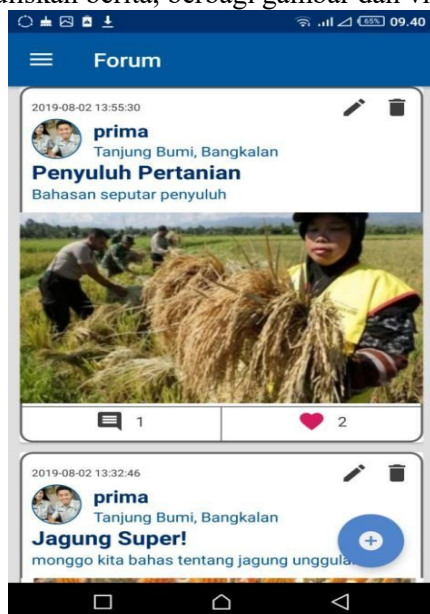 uliskan berita, berbagi gambar dan vi
65% 09.40
Forum
2019-08-02 13:55:30
prima
Tanjung Bumi, Bangkalan
Penyuluh Pertanian
Bahasan seputar penyuluh
1 2
2019-08-02 13:32:46
prima
Tanjung Bumi, Bangkalan
Jagung Super!
monggo kita bahas tentang jagung unggula